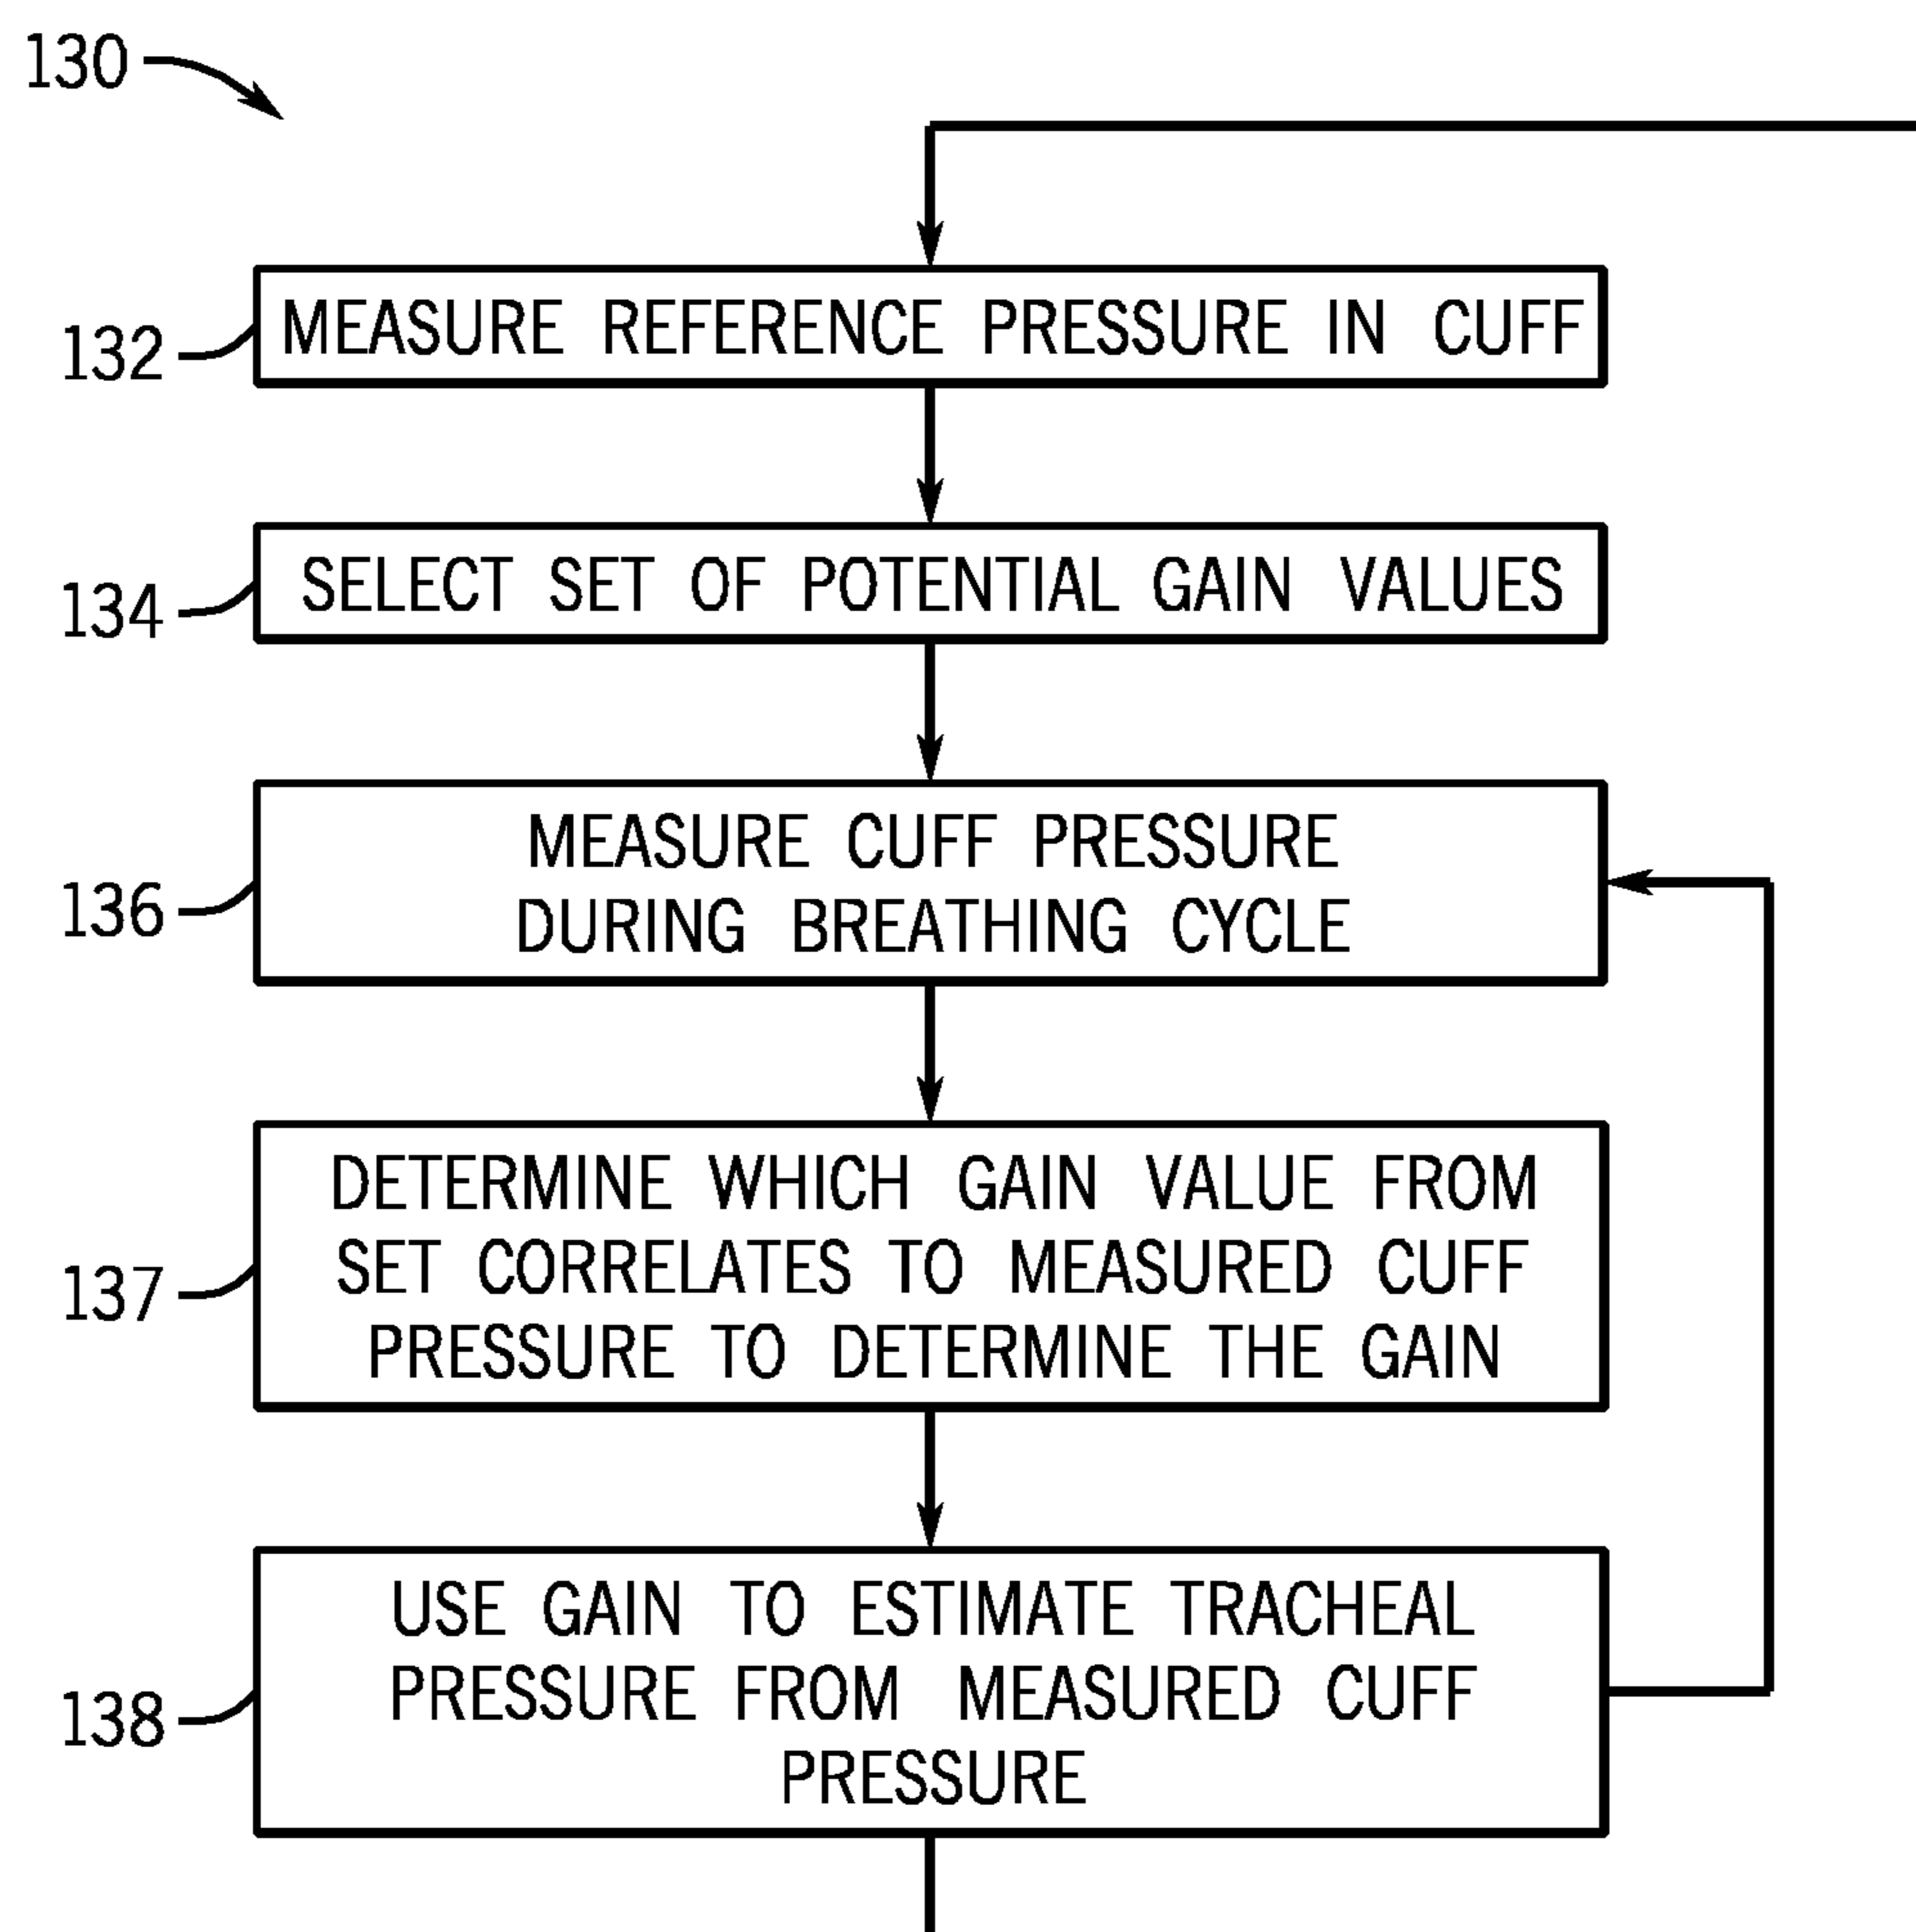 130
132
MEASURE REFERENCE PRESSURE IN CUFF
134
SELECT SET OF POTENTIAL GAIN VALUES
136
MEASURE CUFF PRESSURE
DURING BREATHING CYCLE
137
DETERMINE WHICH GAIN VALUE FROM
SET CORRELATES TO MEASURED CUFF
PRESSURE TO DETERMINE THE GAIN
138
USE GAIN TO ESTIMATE TRACHEAL
PRESSURE FROM MEASURED CUFF
PRESSURE